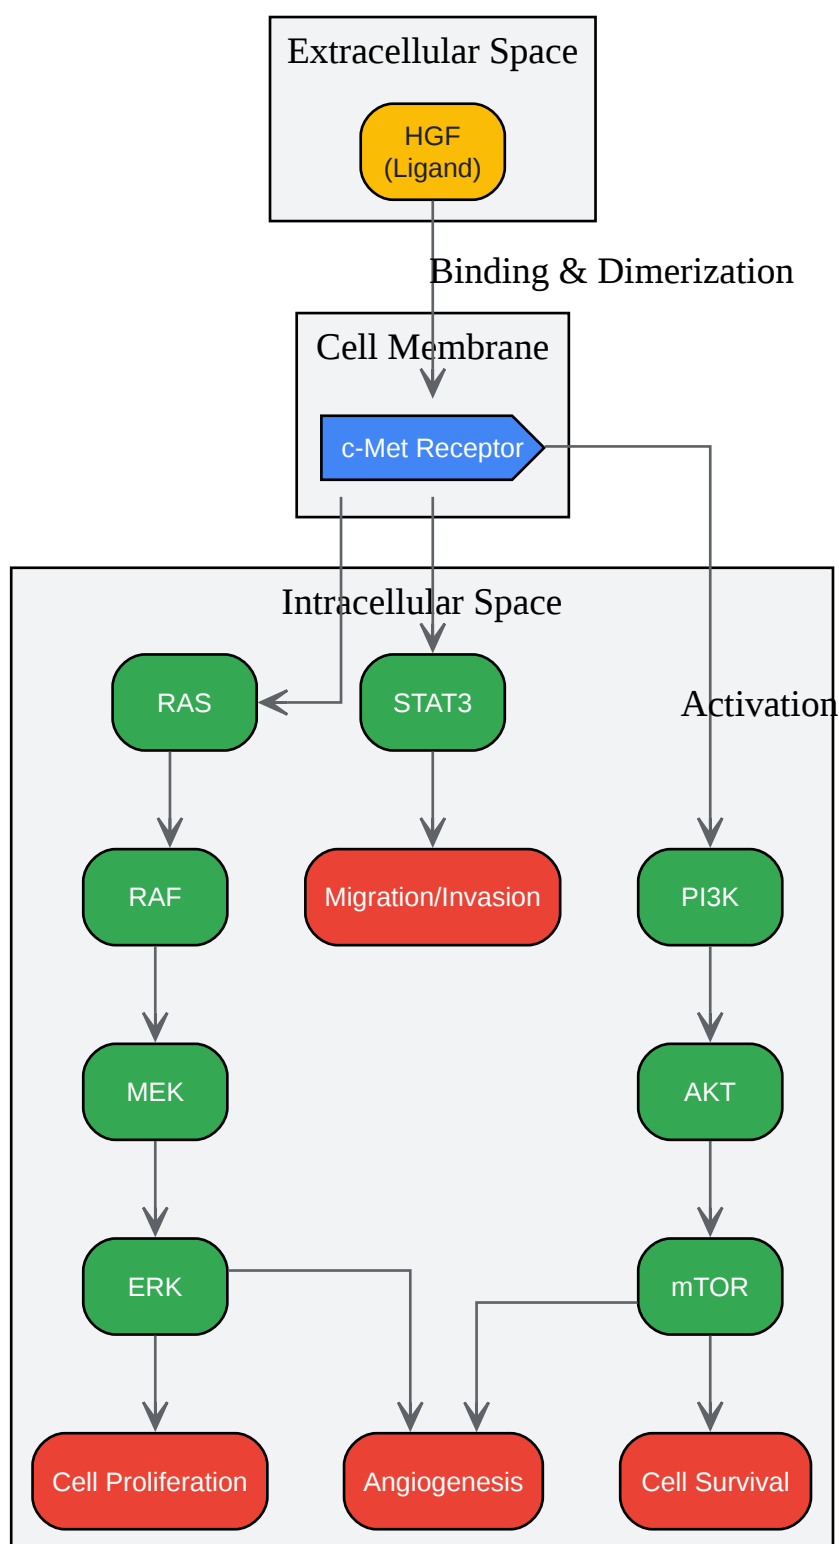 Extracellular Space
HGF
(Ligand)
Binding & Dimerization
Cell Membrane
c-Met Receptor
Intracellular Space
RAS
STAT3
Activation
RAF
Migration/Invasion
PI3K
MEK
AKT
ERK
mTOR
Cell Proliferation
Angiogenesis
Cell Survival